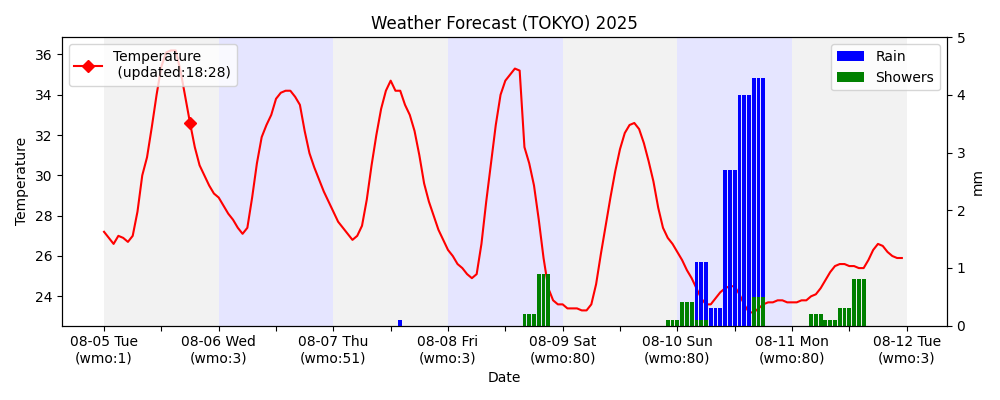 Weather Forecast (TOKYO) 2025
Temperature
(updated:18:28)
Rain
Showers
Temperature
36
34
32
30
28
26
24
5
4
3
2
1
0
mm
08-05 Tue
(wmo:1)
08-06 Wed
(wmo:3)
08-07 Thu
(wmo:51)
08-08 Fri
(wmo:3)
08-09 Sat
(wmo:80)
08-10 Sun
(wmo:80)
08-11 Mon
(wmo:80)
08-12 Tue
(wmo:3)
Date